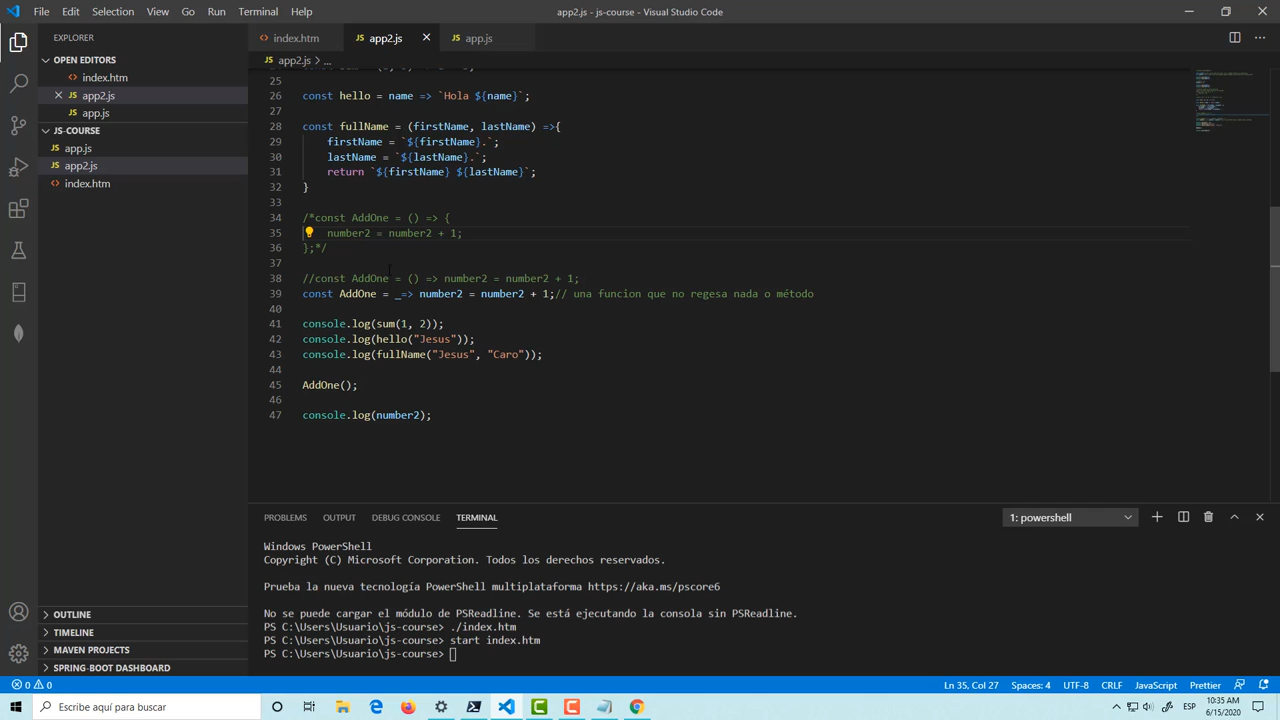 File Edit Selection View Go Run Terminal Help
app2.js - js-course - Visual Studio Code
EXPLORER
OPEN EDITORS
index.htm
app2.js
app.js
JS-COURSE
app.js
app2.js
index.htm
OUTLINE
TIMELINE
MAVEN PROJECTS
SPRING-BOOT DASHBOARD
index.htm app2.js app.js
app2.js > ...
25
26 const hello = name => `Hola ${name}`;
27
28 const fullName = (firstName, lastName) =>{
29 firstName = `${firstName}.`;
30 lastName = `${lastName}.`;
31 return `${firstName} ${lastName}`;
32 }
33
34 /*const AddOne = () => {
35 number2 = number2 + 1;
36 };*/
37
38 //const AddOne = () => number2 = number2 + 1;
39 const AddOne = _=> number2 = number2 + 1;// una funcion que no regesa nada o método
40
41 console.log(sum(1, 2));
42 console.log(hello("Jesus"));
43 console.log(fullName("Jesus", "Caro"));
44
45 AddOne();
46
47 console.log(number2);
PROBLEMS OUTPUT DEBUG CONSOLE TERMINAL
1: powershell
Windows PowerShell
Copyright (C) Microsoft Corporation. Todos los derechos reservados.
Prueba la nueva tecnología PowerShell multiplataforma https://aka.ms/pscore6
No se puede cargar el módulo de PSReadline. Se está ejecutando la consola sin PSReadline.
PS C:\Users\Usuario\js-course> ./index.htm
PS C:\Users\Usuario\js-course> start index.htm
PS C:\Users\Usuario\js-course>
0 0
Ln 35, Col 27 Spaces: 4 UTF-8 CRLF JavaScript Prettier
Escribe aquí para buscar
ESP
10:35 AM
6/15/2020